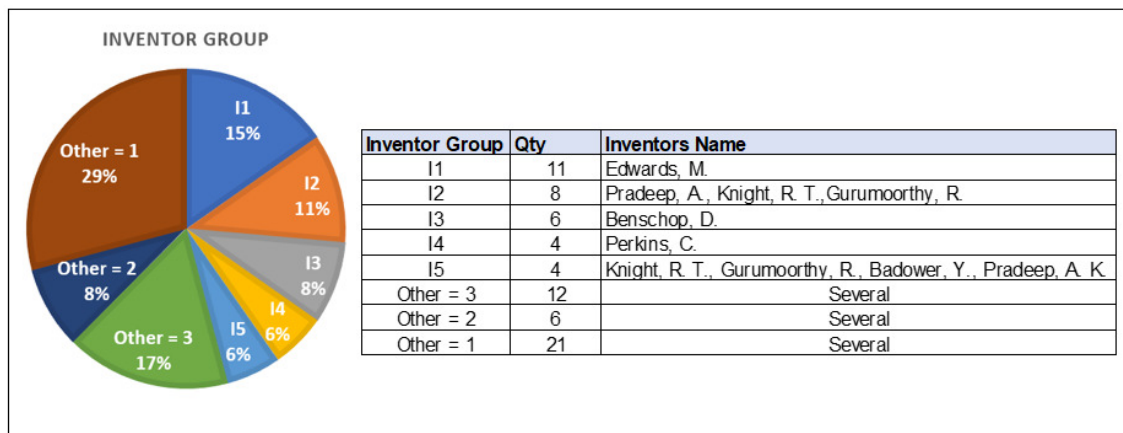 INVENTOR GROUP
I1
15%
I2
11%
I3
8%
I4
6%
I5
6%
Other = 3
17%
Other = 2
8%
Other = 1
29%
Inventor Group Qty Inventors Name
I1 11 Edwards, M.
I2 8 Pradeep, A., Knight, R. T.,Gurumoorthy, R.
I3 6 Benschop, D.
I4 4 Perkins, C.
I5 4 Knight, R. T., Gurumoorthy, R., Badower, Y., Pradeep, A. K.
Other = 3 12 Several
Other = 2 6 Several
Other = 1 21 Several